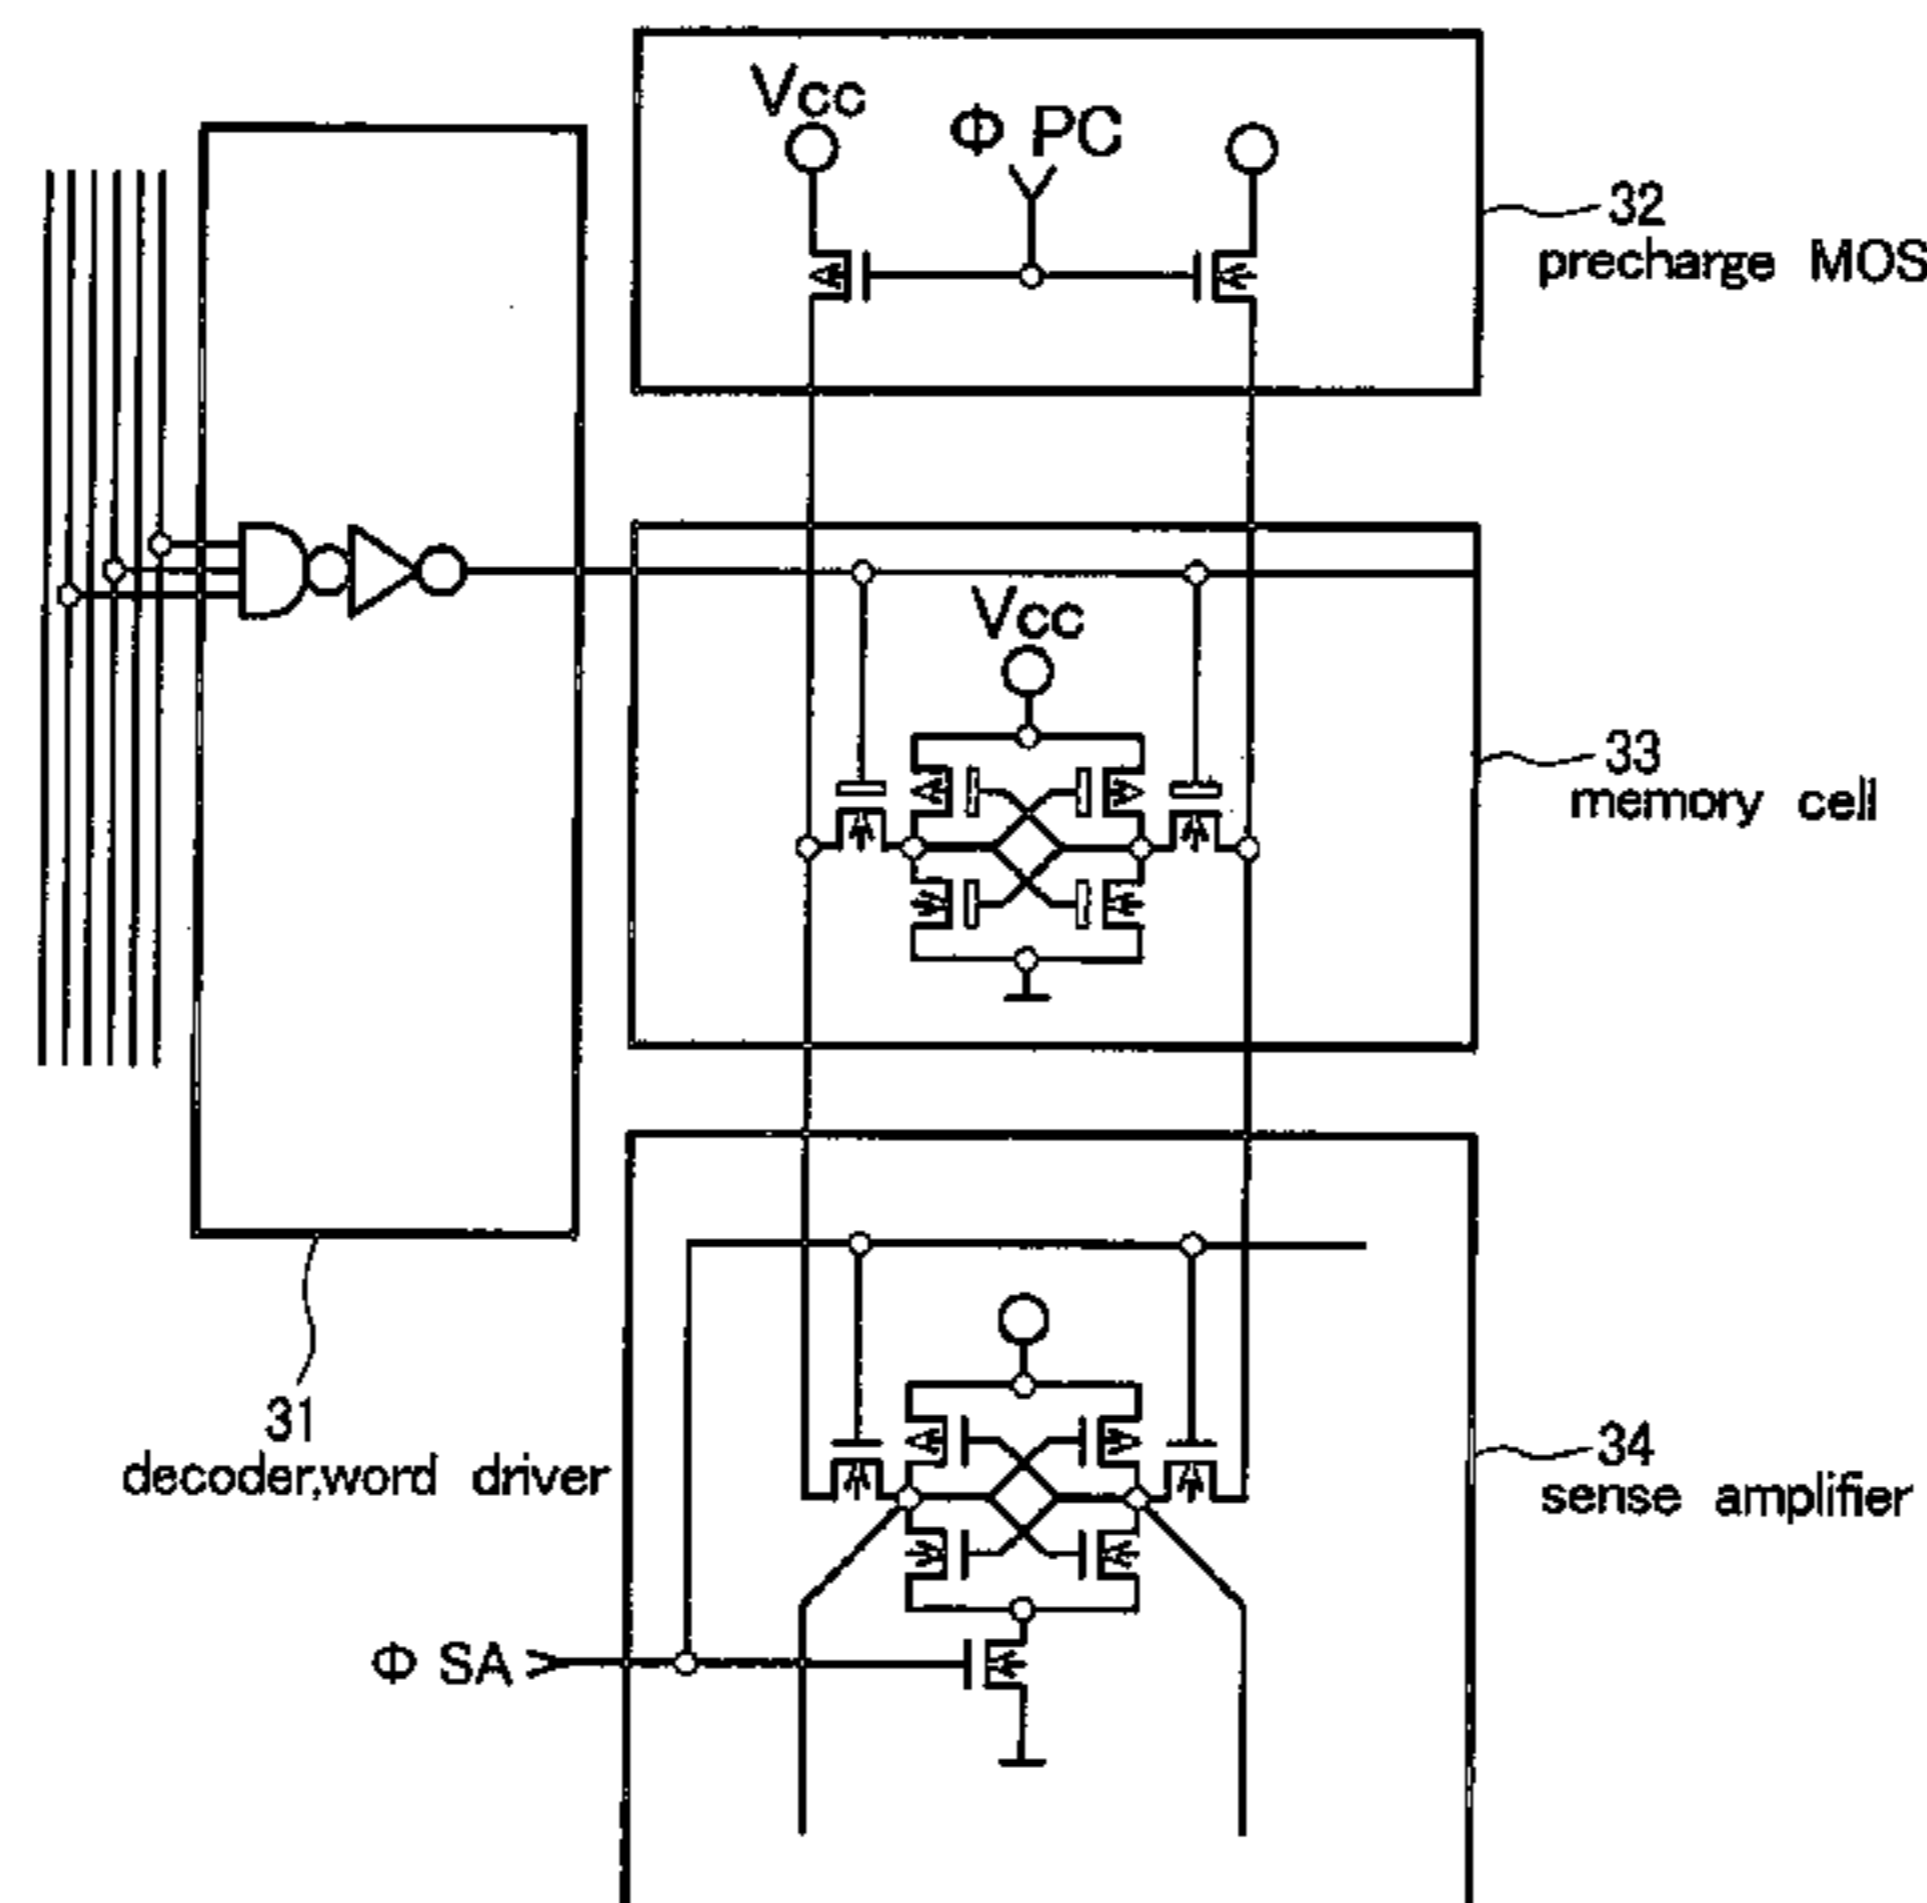 Vcc
Φ PC
32
precharge MOS
Vcc
33
memory cell
31
decoder,word driver
34
sense amplifier
Φ SA